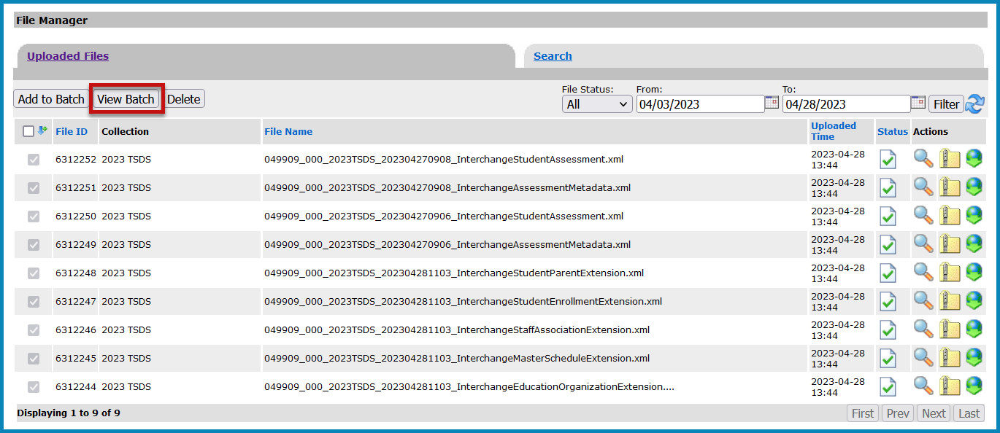 File Manager
Uploaded Files
Search
Add to Batch View Batch Delete
File Status: From: To:
All 04/03/2023 04/28/2023 Filter
File ID Collection File Name Uploaded Time Status Actions
6312252 2023 TSDS 049909_000_2023TSDS_202304270908_InterchangeStudentAssessment.xml 2023-04-28 13:44
6312251 2023 TSDS 049909_000_2023TSDS_202304270908_InterchangeAssessmentMetadata.xml 2023-04-28 13:44
6312250 2023 TSDS 049909_000_2023TSDS_202304270906_InterchangeStudentAssessment.xml 2023-04-28 13:44
6312249 2023 TSDS 049909_000_2023TSDS_202304270906_InterchangeAssessmentMetadata.xml 2023-04-28 13:44
6312248 2023 TSDS 049909_000_2023TSDS_202304281103_InterchangeStudentParentExtension.xml 2023-04-28 13:44
6312247 2023 TSDS 049909_000_2023TSDS_202304281103_InterchangeStudentEnrollmentExtension.xml 2023-04-28 13:44
6312246 2023 TSDS 049909_000_2023TSDS_202304281103_InterchangeStaffAssociationExtension.xml 2023-04-28 13:44
6312245 2023 TSDS 049909_000_2023TSDS_202304281103_InterchangeMasterScheduleExtension.xml 2023-04-28 13:44
6312244 2023 TSDS 049909_000_2023TSDS_202304281103_InterchangeEducationOrganizationExtension.... 2023-04-28 13:44
Displaying 1 to 9 of 9 First Prev Next Last